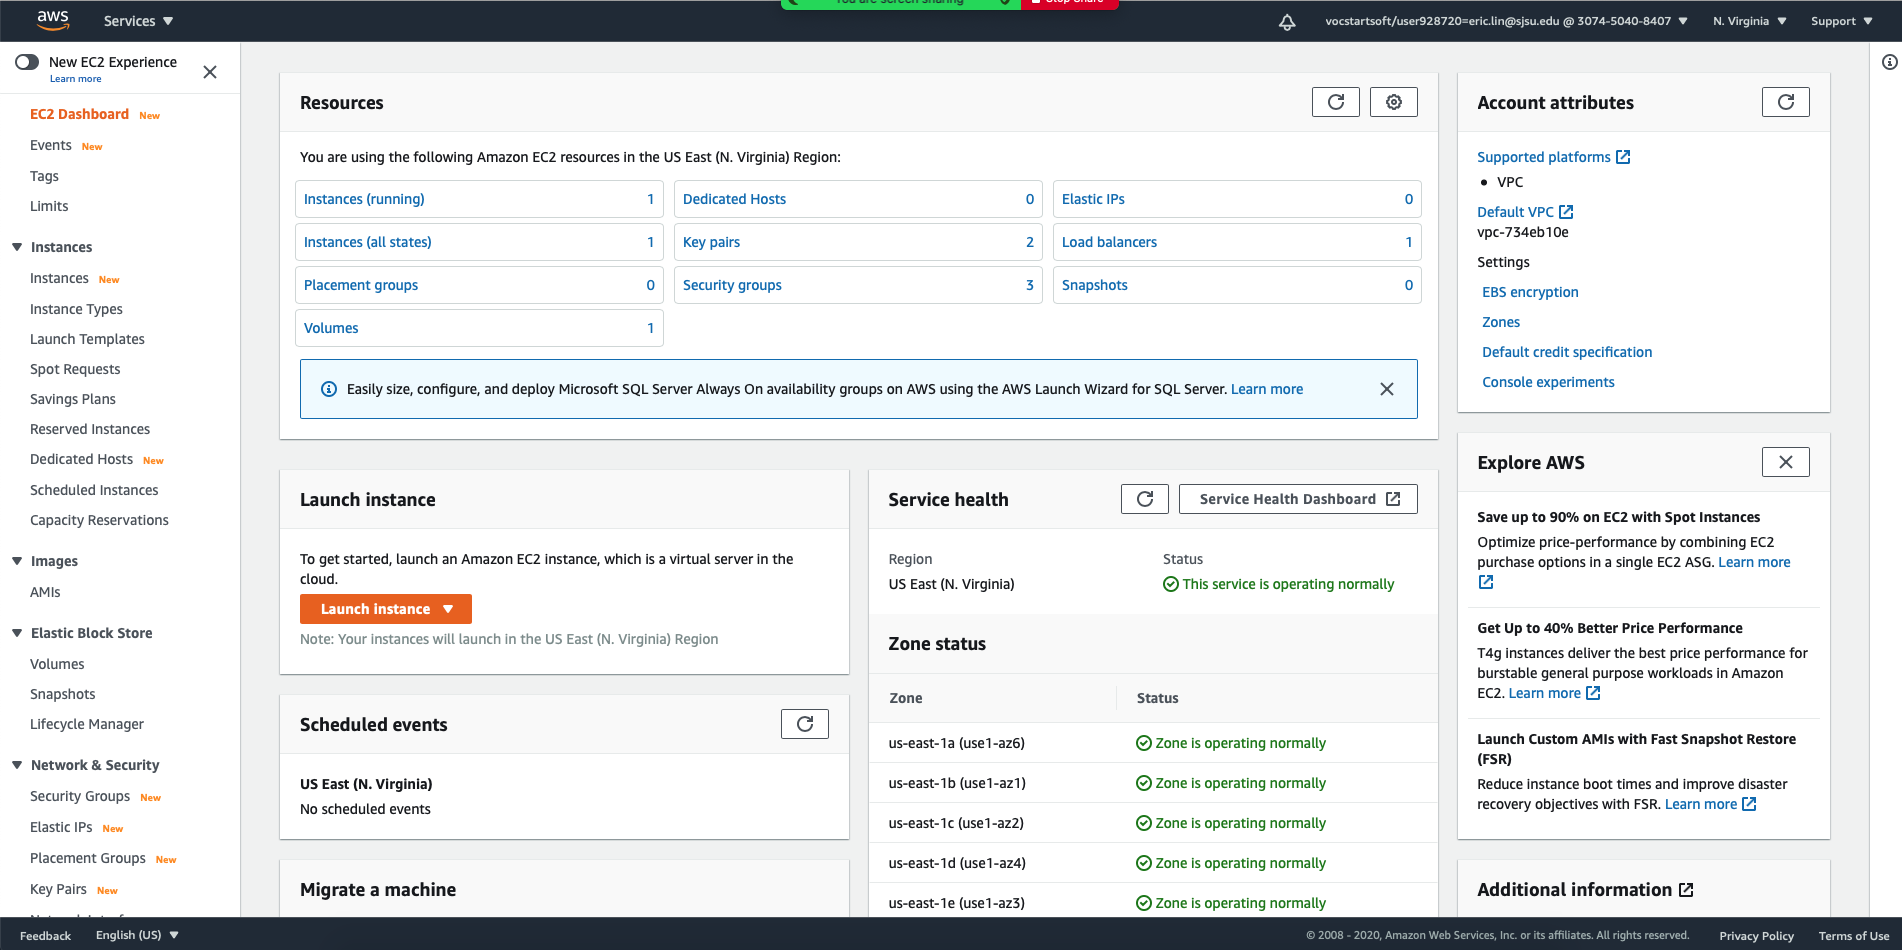 You are screen sharing
Stop Share
aws
Services
vocstartsoft/user928720=eric.lin@sjsu.edu @ 3074-5040-8407
N. Virginia
Support
New EC2 Experience
Learn more
EC2 Dashboard New
Events New
Tags
Limits
Instances
Instances New
Instance Types
Launch Templates
Spot Requests
Savings Plans
Reserved Instances
Dedicated Hosts New
Scheduled Instances
Capacity Reservations
Images
AMIs
Elastic Block Store
Volumes
Snapshots
Lifecycle Manager
Network & Security
Security Groups New
Elastic IPs New
Placement Groups New
Key Pairs New
Resources
You are using the following Amazon EC2 resources in the US East (N. Virginia) Region:
Instances (running) 1
Dedicated Hosts 0
Elastic IPs 0
Instances (all states) 1
Key pairs 2
Load balancers 1
Placement groups 0
Security groups 3
Snapshots 0
Volumes 1
Easily size, configure, and deploy Microsoft SQL Server Always On availability groups on AWS using the AWS Launch Wizard for SQL Server. Learn more
Launch instance
To get started, launch an Amazon EC2 instance, which is a virtual server in the
cloud.
Launch instance
Note: Your instances will launch in the US East (N. Virginia) Region
Scheduled events
US East (N. Virginia)
No scheduled events
Migrate a machine
Service health
Service Health Dashboard
Region
Status
US East (N. Virginia)
This service is operating normally
Zone status
Zone
Status
us-east-1a (use1-az6)
Zone is operating normally
us-east-1b (use1-az1)
Zone is operating normally
us-east-1c (use1-az2)
Zone is operating normally
us-east-1d (use1-az4)
Zone is operating normally
us-east-1e (use1-az3)
Zone is operating normally
Account attributes
Supported platforms
VPC
Default VPC
vpc-734eb10e
Settings
EBS encryption
Zones
Default credit specification
Console experiments
Explore AWS
Save up to 90% on EC2 with Spot Instances
Optimize price-performance by combining EC2
purchase options in a single EC2 ASG. Learn more
Get Up to 40% Better Price Performance
T4g instances deliver the best price performance for
burstable general purpose workloads in Amazon
EC2. Learn more
Launch Custom AMIs with Fast Snapshot Restore
(FSR)
Reduce instance boot times and improve disaster
recovery objectives with FSR. Learn more
Additional information
Feedback
English (US)
© 2008 - 2020, Amazon Web Services, Inc. or its affiliates. All rights reserved.
Privacy Policy
Terms of Use